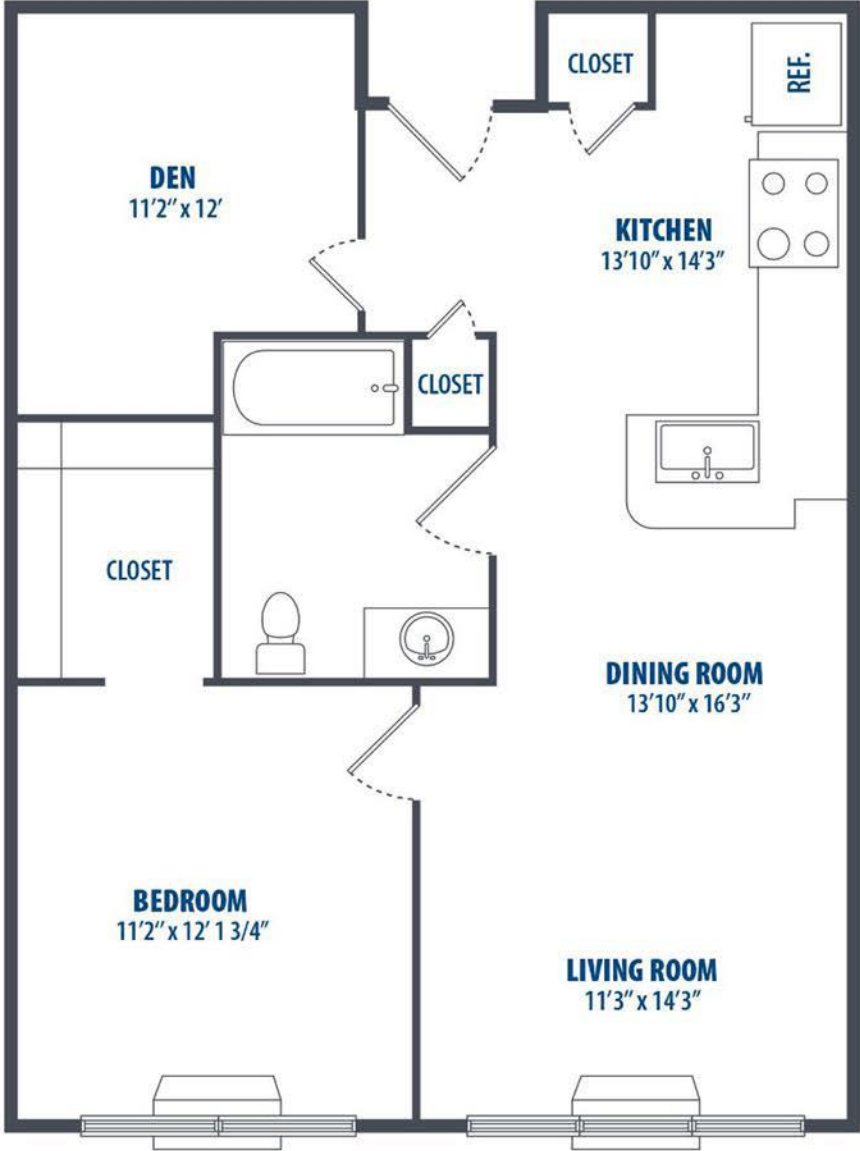 CLOSET
REF.
DEN
11'2" x 12'
KITCHEN
13'10" x 14'3"
CLOSET
CLOSET
DINING ROOM
13'10" x 16'3"
BEDROOM
11'2" x 12' 1 3/4"
LIVING ROOM
11'3" x 14'3"